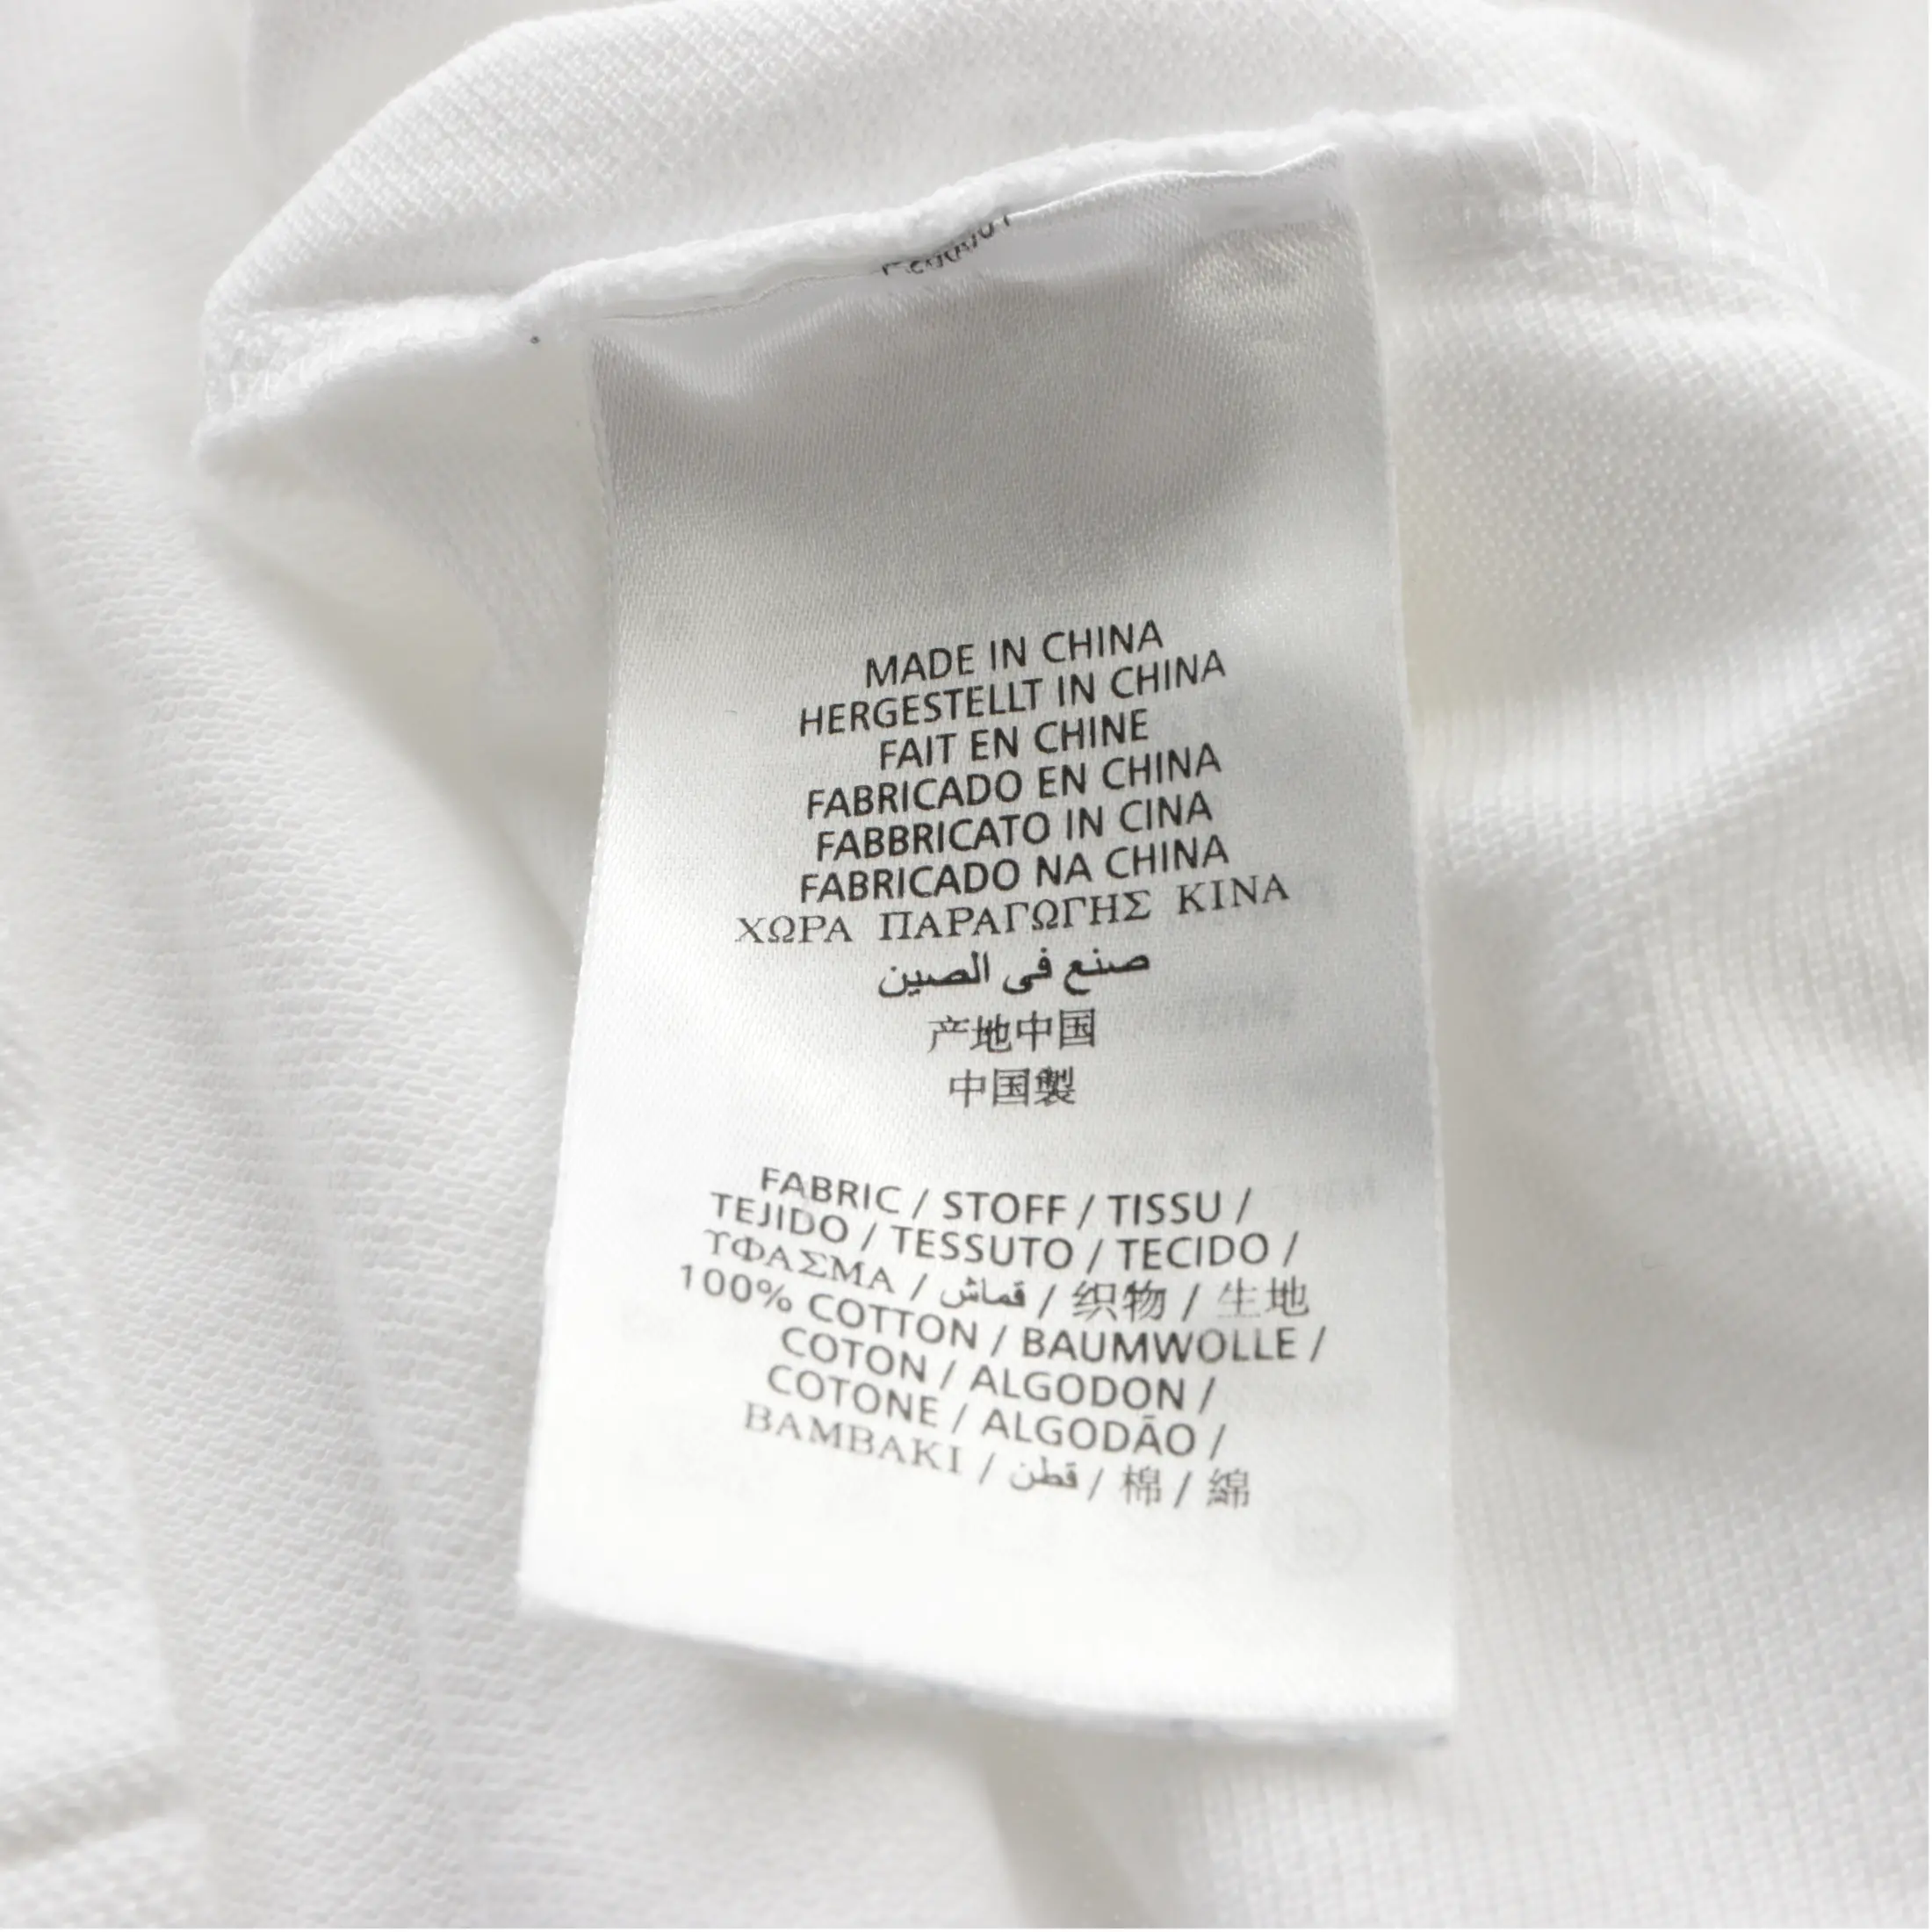 MADE IN CHINA
HERGESTELLT IN CHINA
FAIT EN CHINE
FABRICADO EN CHINA
FABBRICATO IN CINA
FABRICADO NA CHINA
ΧΩΡΑ ΠΑΡΑΓΩΓΗΣ ΚΙΝΑ
صنع في الصين
产地中国
中国製
FABRIC / STOFF / TISSU /
TEJIDO / TESSUTO / TECIDO /
ΥΦΑΣΜΑ / قماش / 织物 / 生地
100% COTTON / BAUMWOLLE /
COTON / ALGODON /
COTONE / ALGODÃO /
ΒΑΜΒΑΚΙ / قطن / 棉 / 綿